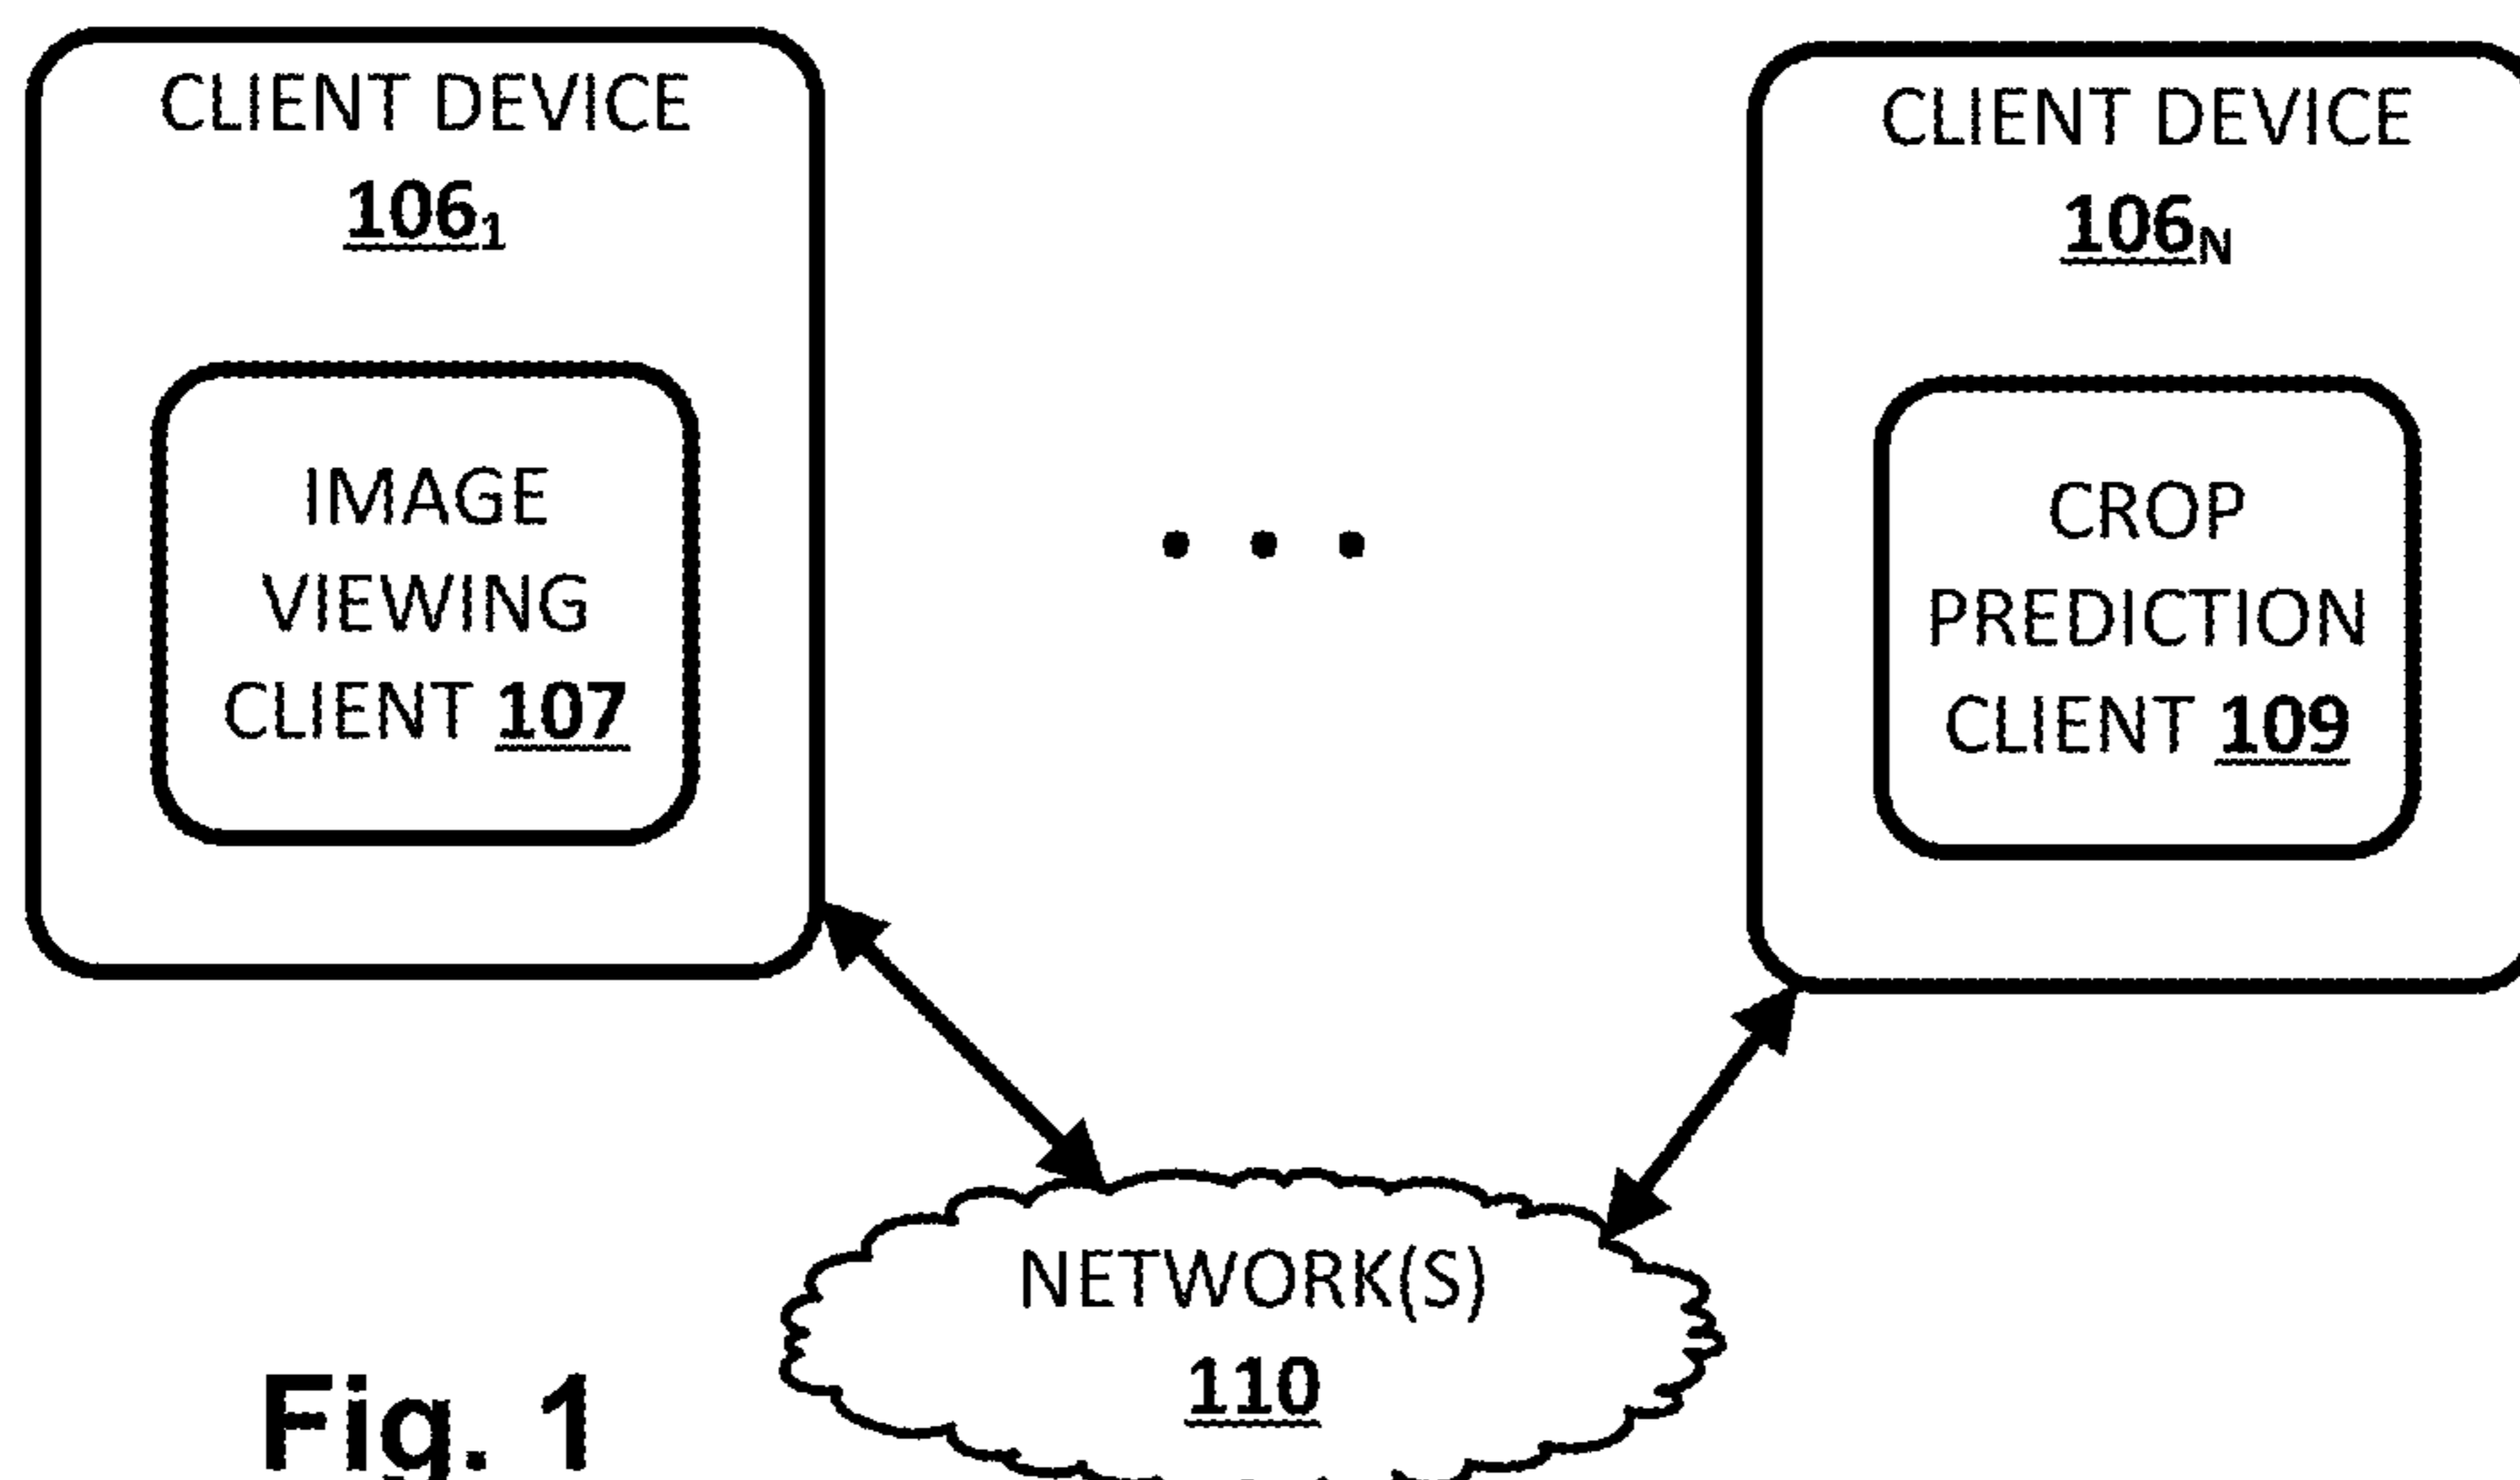 CLIENT DEVICE
106₁
IMAGE
VIEWING
CLIENT 107
CLIENT DEVICE
106N
CROP
PREDICTION
CLIENT 109
NETWORK(S)
110
Fig. 1